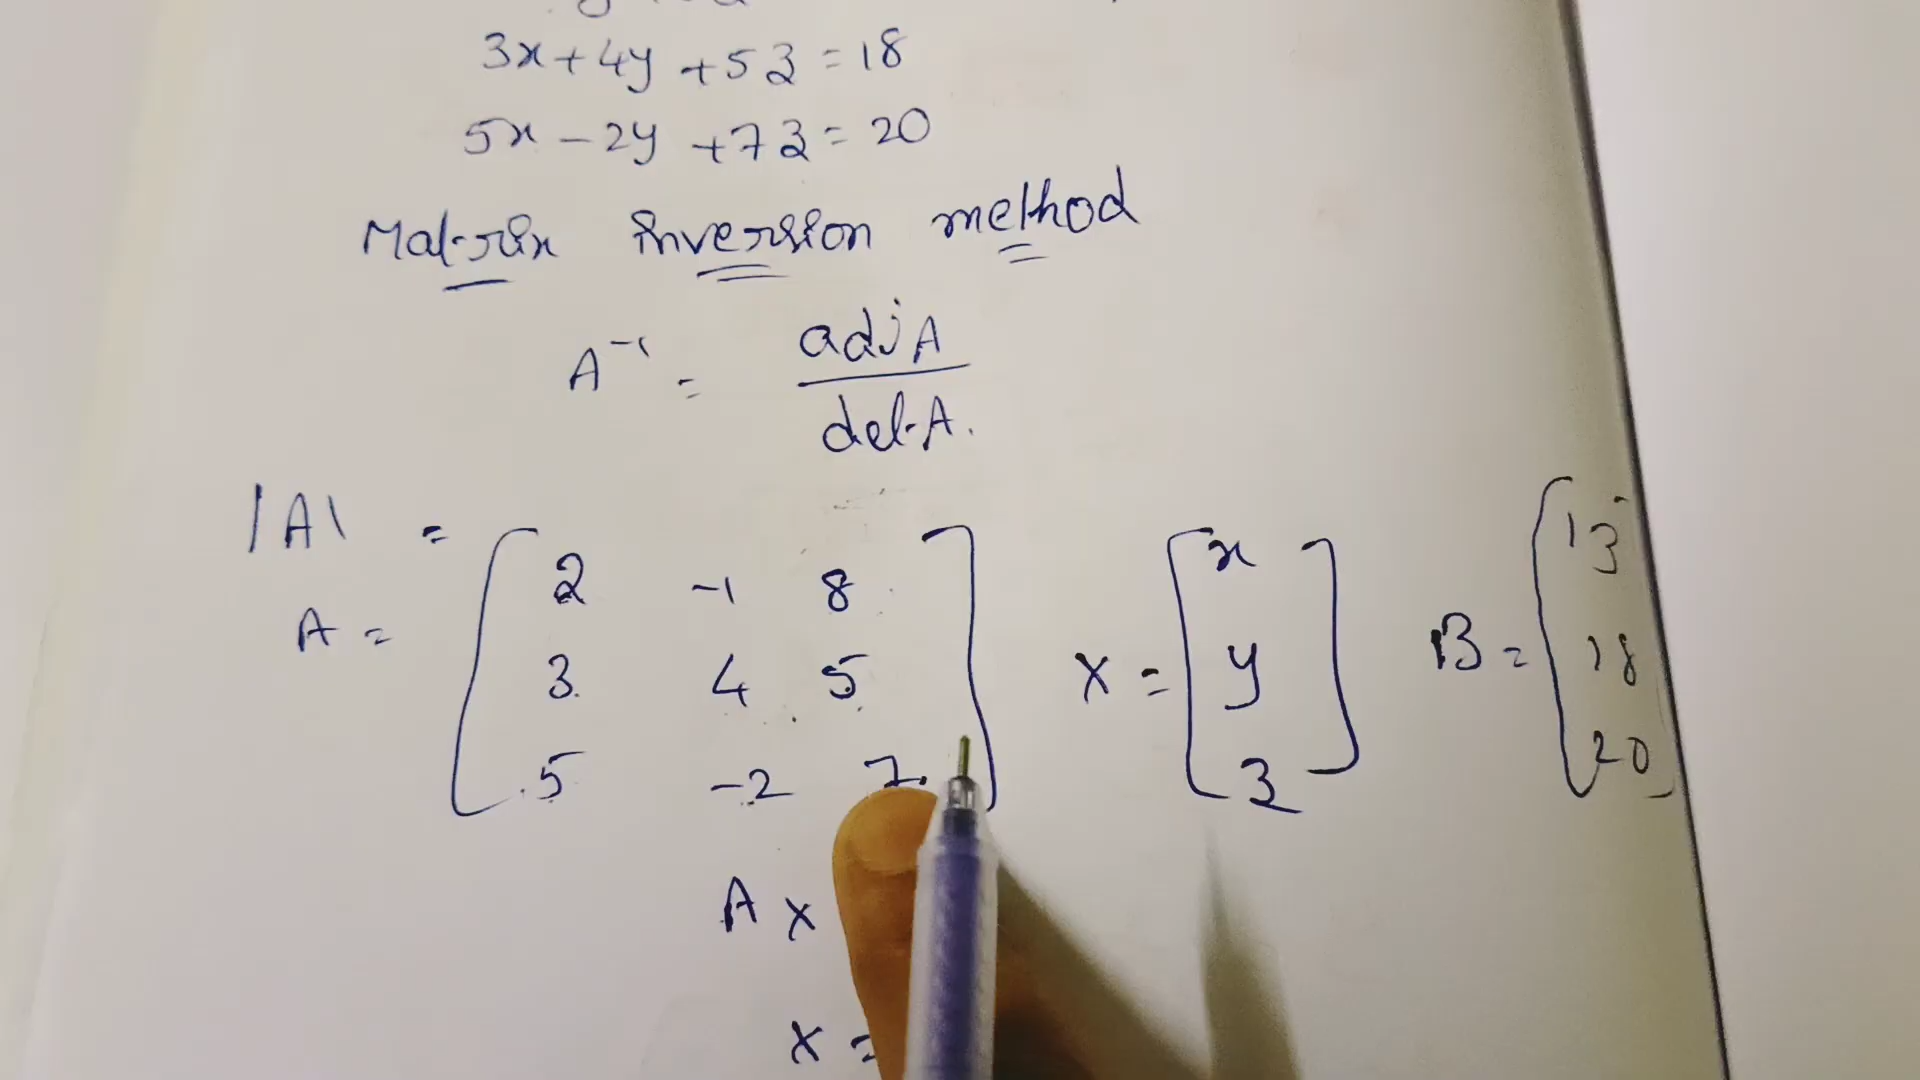 3x + 4y + 5z = 18
5x - 2y + 7z = 20
Matrix inversion method
A⁻¹ = adj A
det A.
|A| =
A = [ 2 -1 8
3 4 5
5 -2 7 ]
X = [ x
y
z ]
B = [ 13
18
20 ]
A X
X =